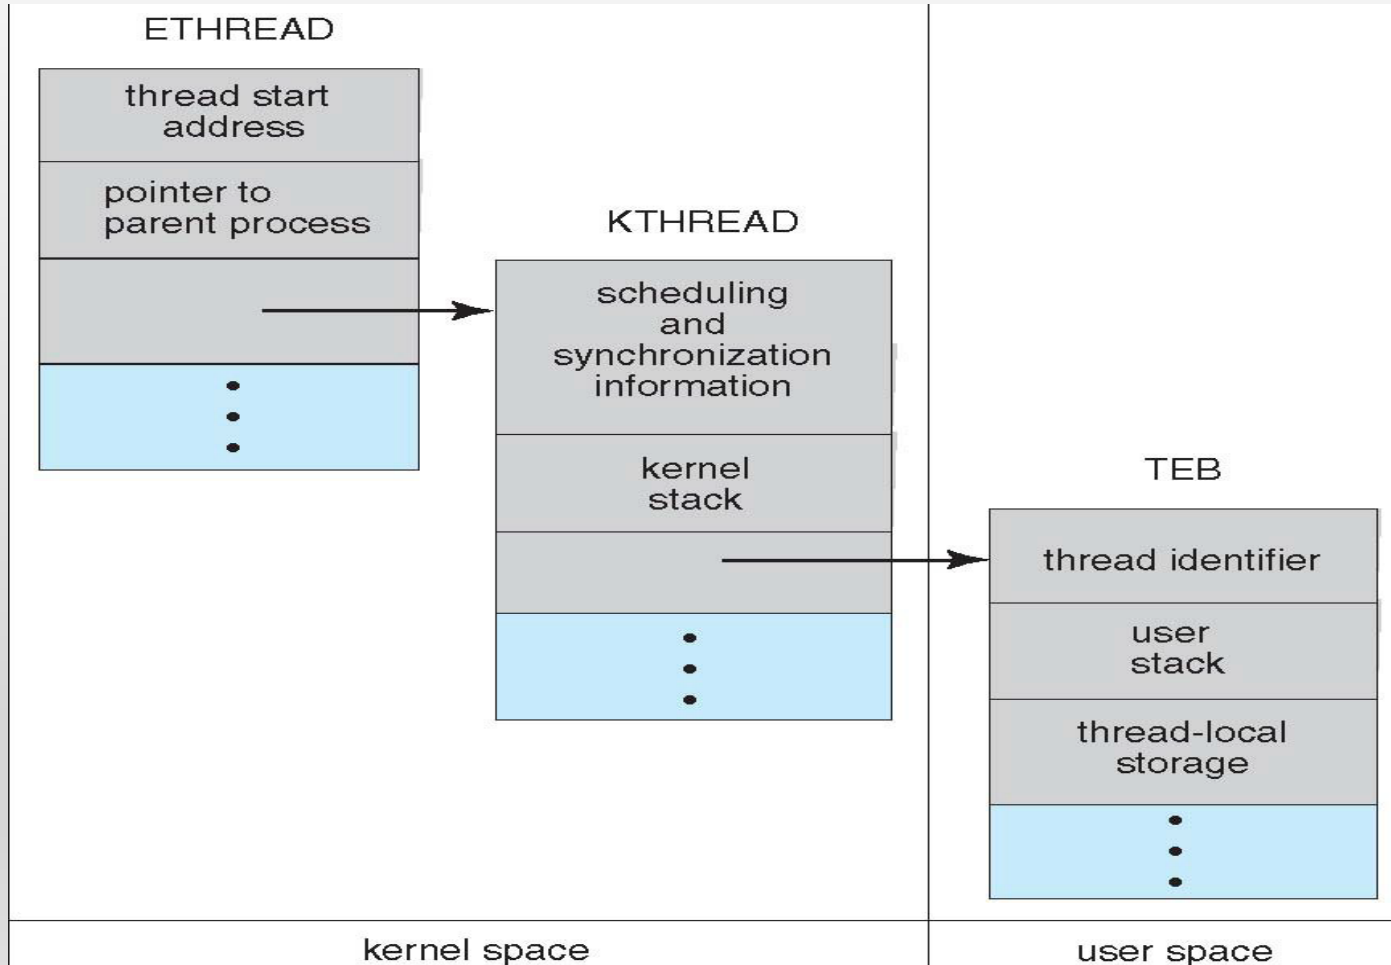 ETHREAD
thread start
address
pointer to
parent process
KTHREAD
scheduling
and
synchronization
information
kernel
stack
TEB
thread identifier
user
stack
thread-local
storage
kernel space
user space